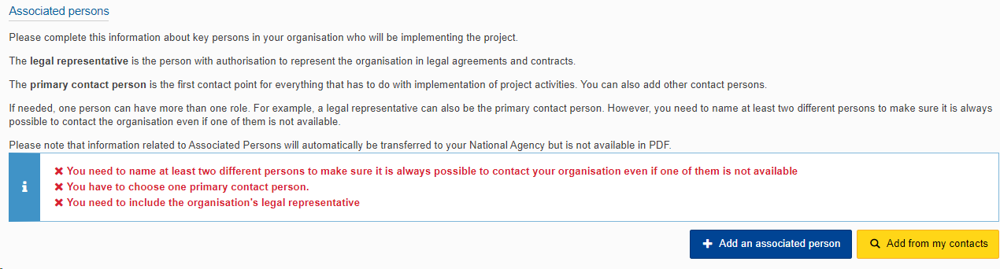 Associated persons
Please complete this information about key persons in your organisation who will be implementing the project.
The legal representative is the person with authorisation to represent the organisation in legal agreements and contracts.
The primary contact person is the first contact point for everything that has to do with implementation of project activities. You can also add other contact persons.
If needed, one person can have more than one role. For example, a legal representative can also be the primary contact person. However, you need to name at least two different persons to make sure it is always
possible to contact the organisation even if one of them is not available.
Please note that information related to Associated Persons will automatically be transferred to your National Agency but is not available in PDF.
You need to name at least two different persons to make sure it is always possible to contact your organisation even if one of them is not available
You have to choose one primary contact person.
You need to include the organisation's legal representative
Add an associated person
Add from my contacts